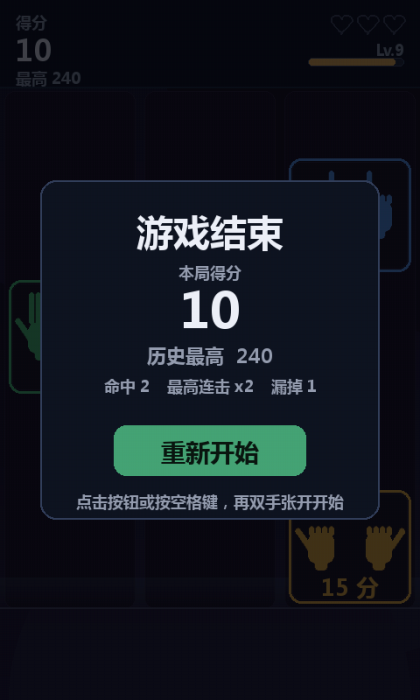 得分
10
最高 240
Lv.9
游戏结束
本局得分
10
历史最高 240
命中 2 最高连击 x2 漏掉 1
重新开始
点击按钮或按空格键，再双手张开开始
15 分